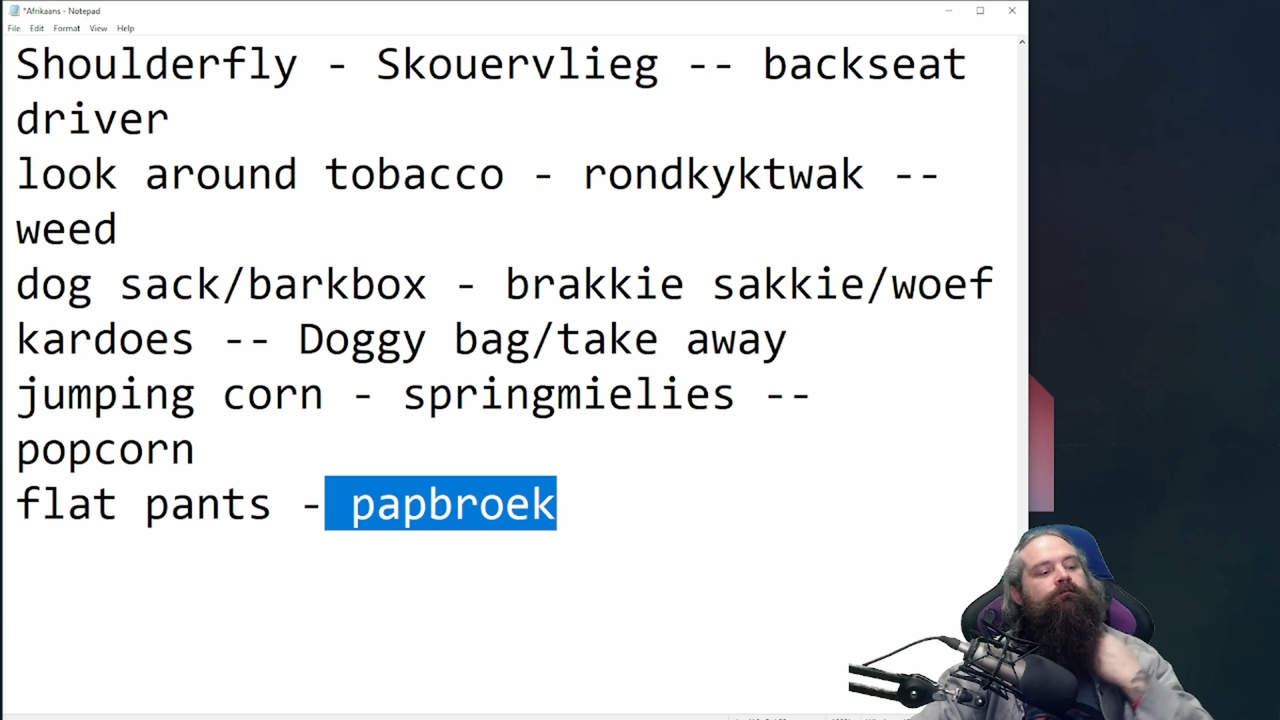 *Afrikaans - Notepad
File Edit Format View Help
Shoulderfly - Skouervlieg -- backseat
driver
look around tobacco - rondkyktwak --
weed
dog sack/barkbox - brakkie sakkie/woef
kardoes -- Doggy bag/take away
jumping corn - springmielies --
popcorn
flat pants - papbroek